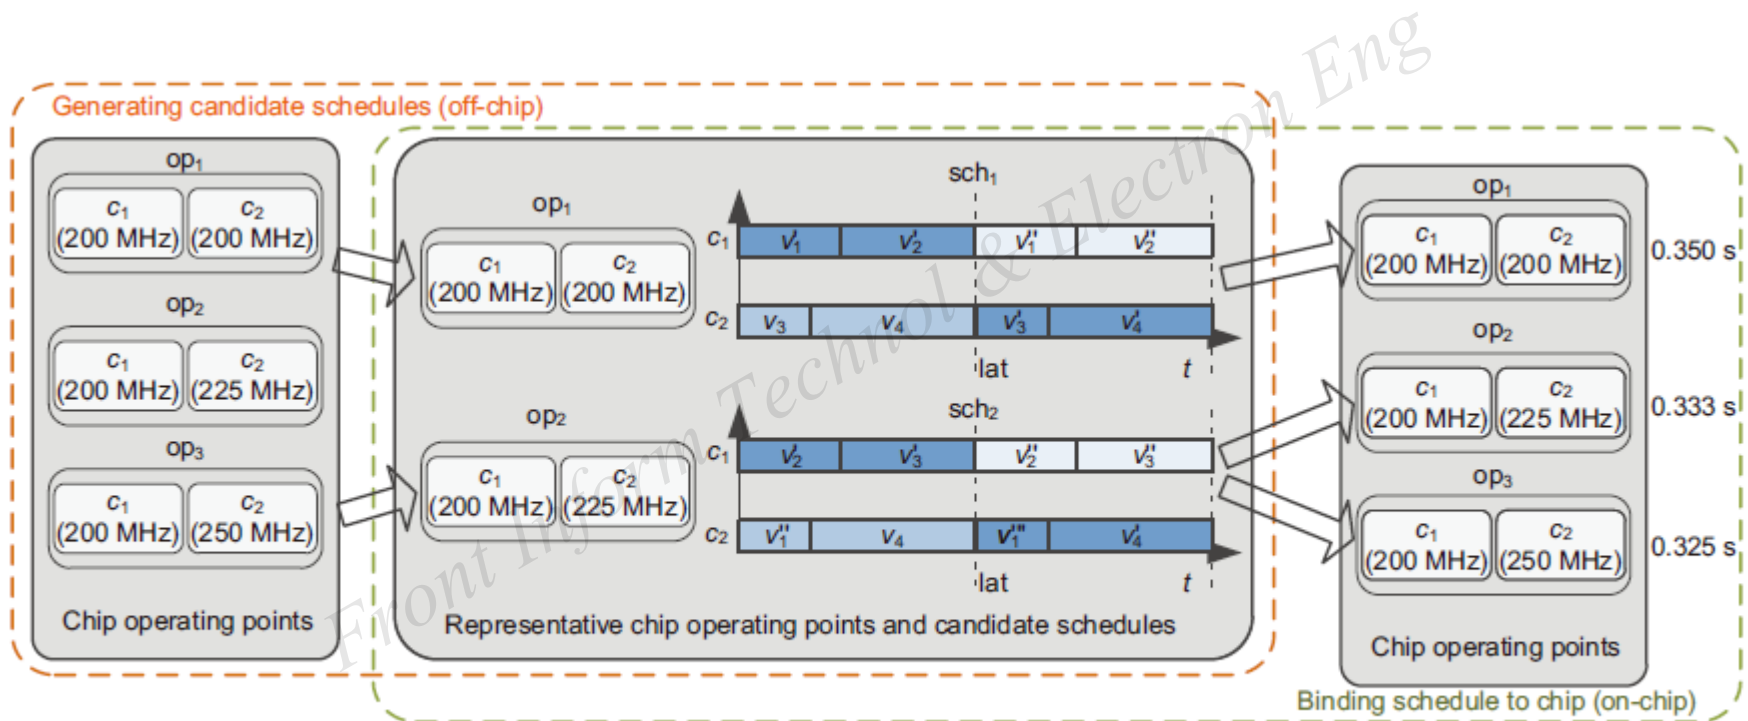 Generating candidate schedules (off-chip)
op₁
c₁ c₂
(200 MHz) (200 MHz)
op₂
c₁ c₂
(200 MHz) (225 MHz)
op₃
c₁ c₂
(200 MHz) (250 MHz)
Chip operating points
op₁
c₁ c₂
(200 MHz) (200 MHz)
sch₁
c₁ v₁' v₂' v₁'' v₂''
c₂ v₃ v₄ v₃' v₄'
lat t
op₂
c₁ c₂
(200 MHz) (225 MHz)
sch₂
c₁ v₂' v₃' v₂'' v₃''
c₂ v₁'' v₄ v₁''' v₄'
lat t
Representative chip operating points and candidate schedules
op₁
c₁ c₂
(200 MHz) (200 MHz)
0.350 s
op₂
c₁ c₂
(200 MHz) (225 MHz)
0.333 s
op₃
c₁ c₂
(200 MHz) (250 MHz)
0.325 s
Chip operating points
Binding schedule to chip (on-chip)
Front Inform Technol & Electron Eng